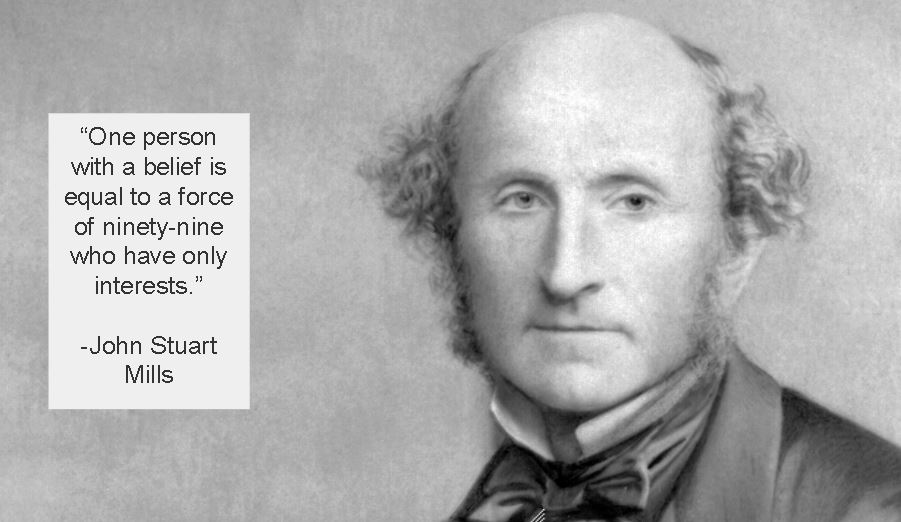 “One person
with a belief is
equal to a force
of ninety-nine
who have only
interests.”
-John Stuart
Mills